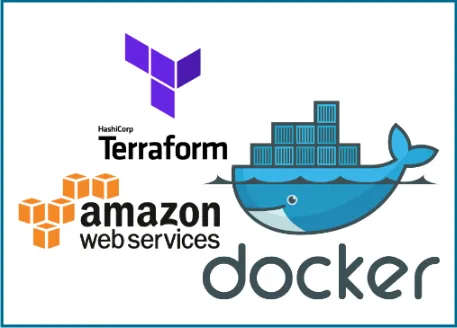 HashiCorp
Terraform
amazon
web services
docker